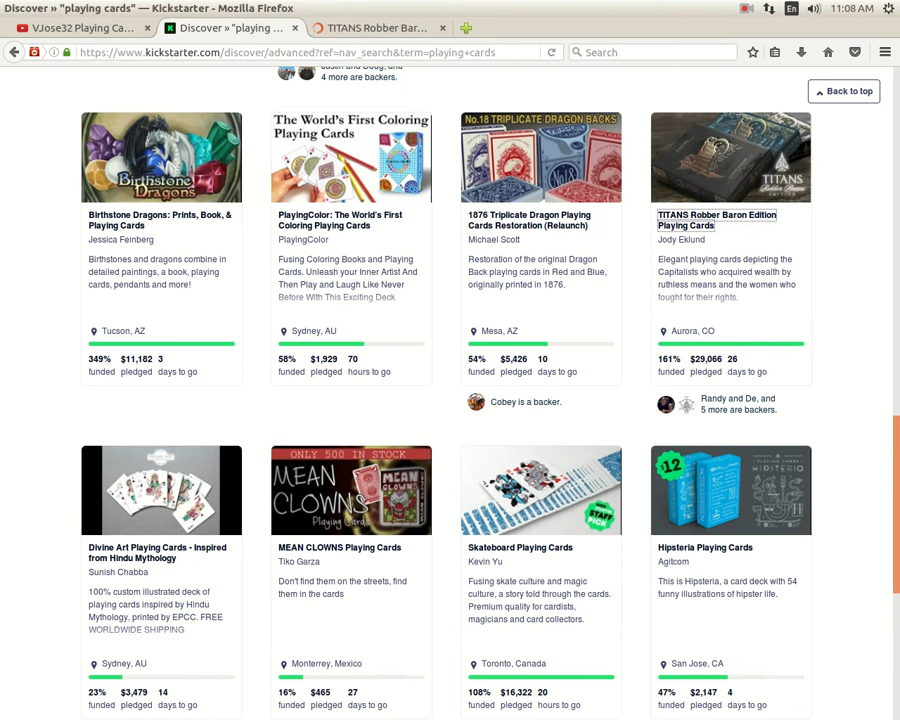 Discover » "playing cards" — Kickstarter - Mozilla Firefox
En
11:08 AM
VJose32 Playing Ca...
Discover » "playing ...
TITANS Robber Bar...
https://www.kickstarter.com/discover/advanced?ref=nav_search&term=playing+cards
Search
Justin and Doug, and
4 more are backers.
Back to top
Birthstone
Dragons
The World's First Coloring
Playing Cards
No.18 TRIPLICATE DRAGON BACKS
TITANS
Robber Baron
EDITION
Birthstone Dragons: Prints, Book, &
Playing Cards
Jessica Feinberg
Birthstones and dragons combine in
detailed paintings, a book, playing
cards, pendants and more!
Tucson, AZ
349% $11,182 3
funded pledged days to go
PlayingColor: The World's First
Coloring Playing Cards
PlayingColor
Fusing Coloring Books and Playing
Cards. Unleash your Inner Artist And
Then Play and Laugh Like Never
Before With This Exciting Deck
Sydney, AU
58% $1,929 70
funded pledged hours to go
1876 Triplicate Dragon Playing
Cards Restoration (Relaunch)
Michael Scott
Restoration of the original Dragon
Back playing cards in Red and Blue,
originally printed in 1876.
Mesa, AZ
54% $5,426 10
funded pledged days to go
Cobey is a backer.
TITANS Robber Baron Edition
Playing Cards
Jody Eklund
Elegant playing cards depicting the
Capitalists who acquired wealth by
ruthless means and the women who
fought for their rights.
Aurora, CO
161% $29,066 26
funded pledged days to go
Randy and De, and
5 more are backers.
Divine Art Playing Cards - Inspired
from Hindu Mythology
Sunish Chabba
100% custom illustrated deck of
playing cards inspired by Hindu
Mythology, printed by EPCC. FREE
WORLDWIDE SHIPPING
Sydney, AU
23% $3,479 14
funded pledged days to go
ONLY 500 IN STOCK
MEAN
CLOWNS
Playing Cards
MEAN CLOWNS Playing Cards
Tiko Garza
Don't find them on the streets, find
them in the cards
Monterrey, Mexico
16% $465 27
funded pledged days to go
STAFF
PICK
Skateboard Playing Cards
Kevin Yu
Fusing skate culture and magic
culture, a story told through the cards.
Premium quality for cardists,
magicians and card collectors.
Toronto, Canada
108% $16,322 20
funded pledged hours to go
$12
PLAYING CARDS
HIPSTERIA
Hipsteria Playing Cards
Agitcom
This is Hipsteria, a card deck with 54
funny illustrations of hipster life.
San Jose, CA
47% $2,147 4
funded pledged days to go